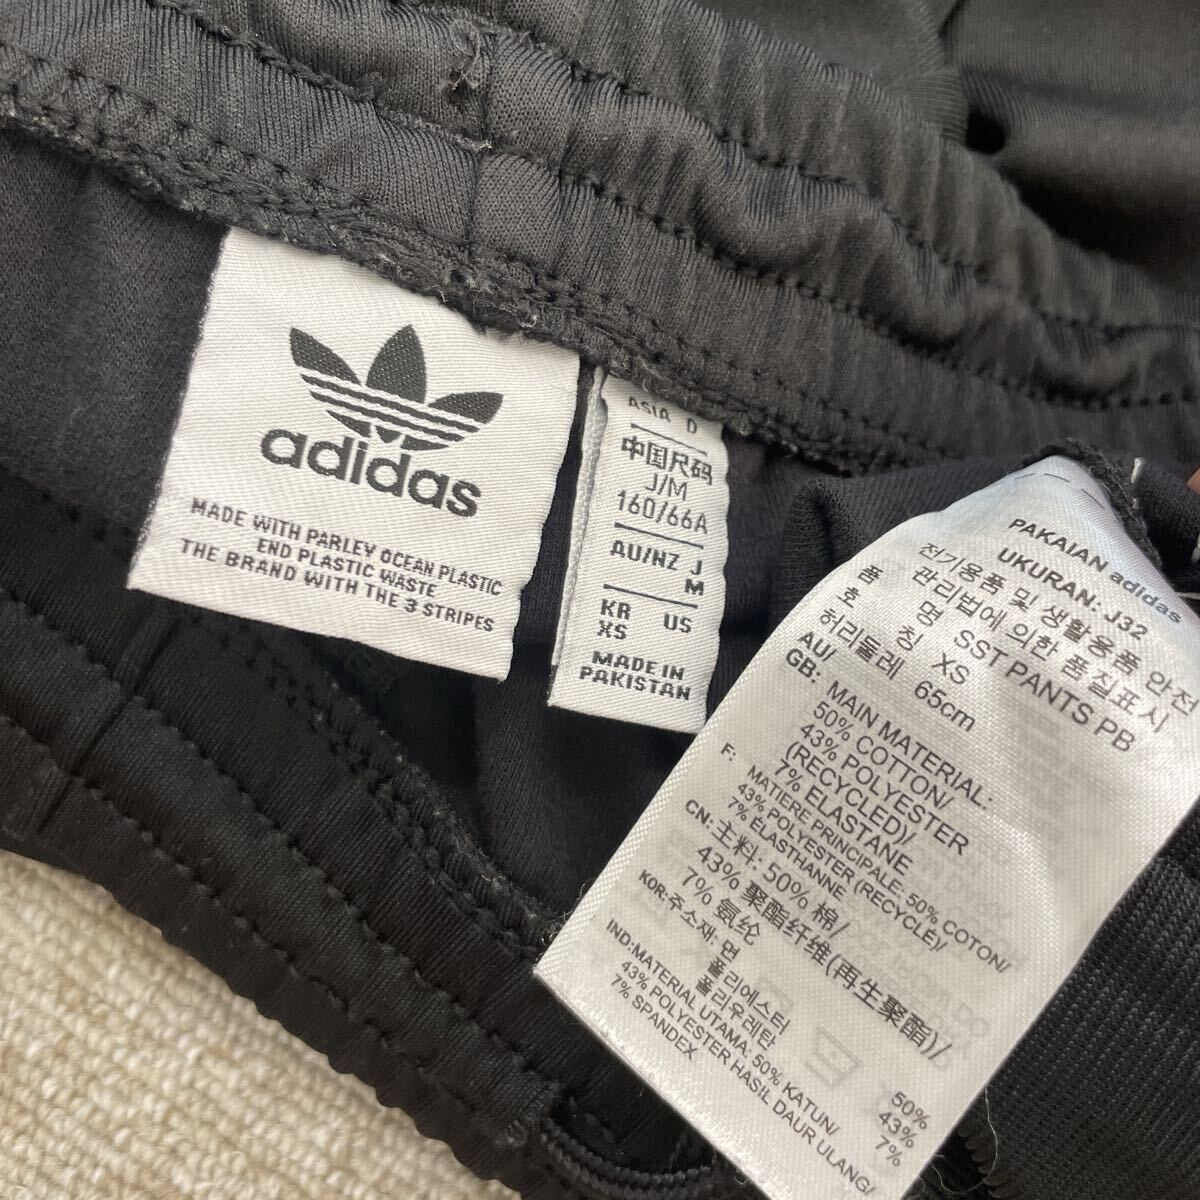 adidas
MADE WITH PARLEY OCEAN PLASTIC
END PLASTIC WASTE
THE BRAND WITH THE 3 STRIPES
ASIA D
中国尺码
J/M
160/66A
AU/NZ J
M
KR US
XS
MADE IN
PAKISTAN
PAKAIAN adidas
UKURAN: J32
전기용품 및 생활용품 안전
관리법에 의한 품질표시
품 명 SST PANTS PB
호 칭 XS
허리둘레 65cm
AU/
GB: MAIN MATERIAL:
50% COTTON/
43% POLYESTER
(RECYCLED)/
7% ELASTANE
F: MATIERE PRINCIPALE: 50% COTON/
43% POLYESTER (RECYCLÉ)/
7% ÉLASTHANNE
CN: 主料: 50% 棉/
43% 聚酯纤维(再生聚酯)/
7% 氨纶
KOR: 주소재: 면 50%
폴리에스터 43%
폴리우레탄 7%
IND: MATERIAL UTAMA: 50% KATUN/
43% POLYESTER HASIL DAUR ULANG/
7% SPANDEX